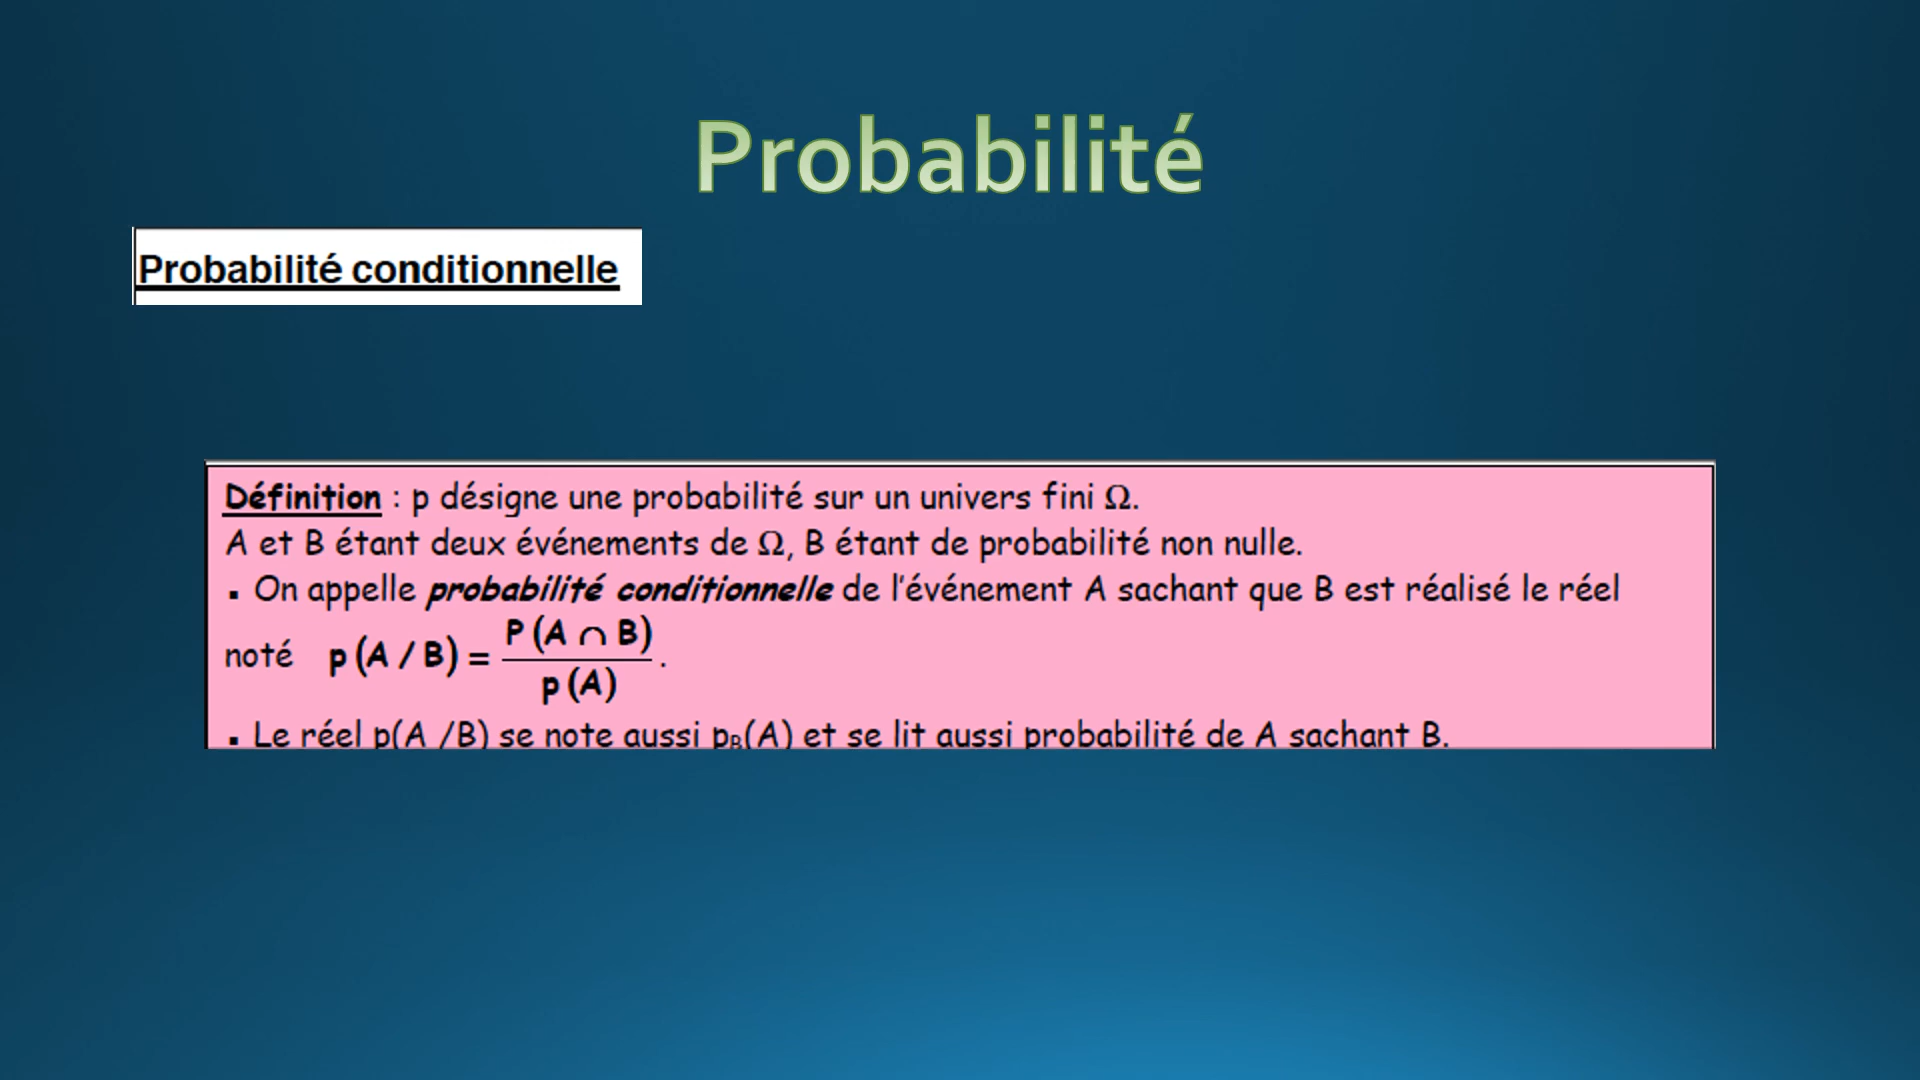 Probabilité
Probabilité conditionnelle
Définition : p désigne une probabilité sur un univers fini Ω.
A et B étant deux événements de Ω, B étant de probabilité non nulle.
▪ On appelle probabilité conditionnelle de l'événement A sachant que B est réalisé le réel
noté p (A / B) = P (A ∩ B) / p (A) .
▪ Le réel p(A /B) se note aussi pB(A) et se lit aussi probabilité de A sachant B.